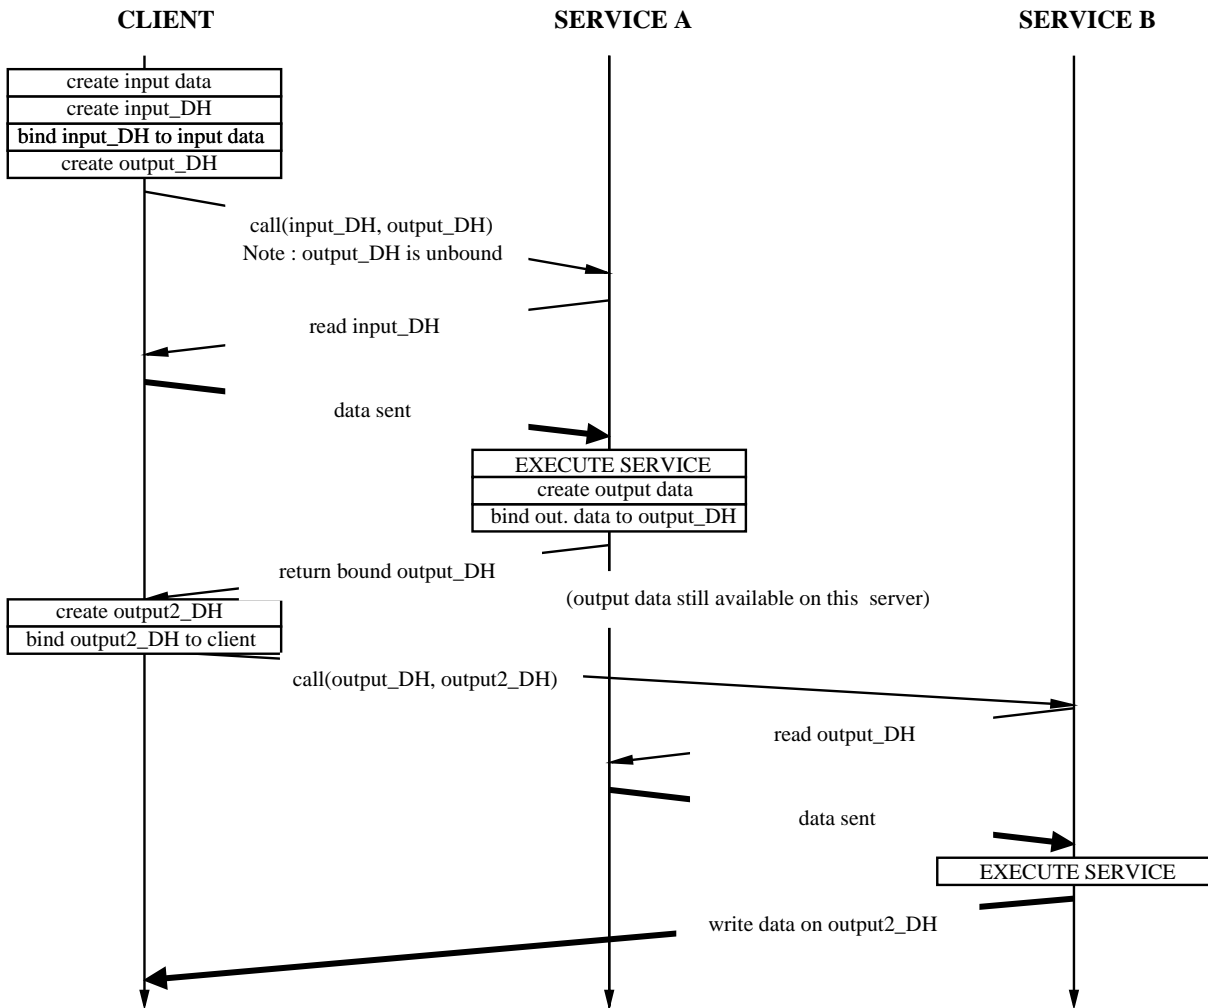 CLIENT
SERVICE A
SERVICE B
create input data
create input_DH
bind input_DH to input data
create output_DH
call(input_DH, output_DH)
Note : output_DH is unbound
read input_DH
data sent
EXECUTE SERVICE
create output data
bind out. data to output_DH
return bound output_DH
(output data still available on this server)
create output2_DH
bind output2_DH to client
call(output_DH, output2_DH)
read output_DH
data sent
EXECUTE SERVICE
write data on output2_DH